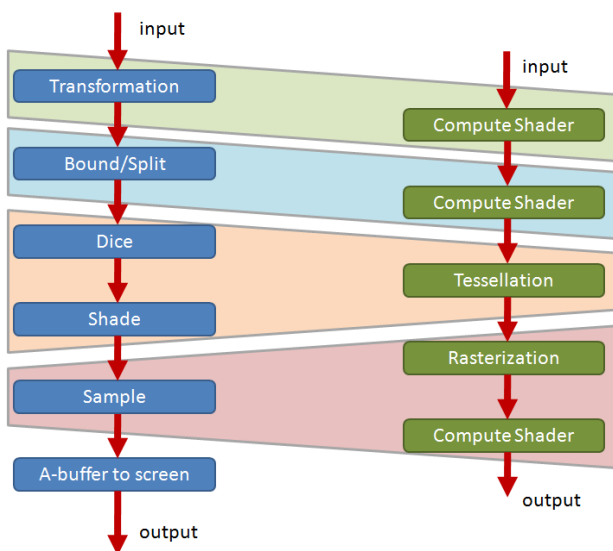 input
Transformation
Bound/Split
Dice
Shade
Sample
A-buffer to screen
output
input
Compute Shader
Compute Shader
Tessellation
Rasterization
Compute Shader
output